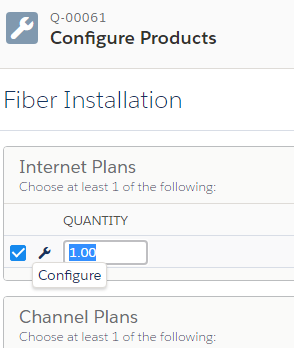 Q-00061
Configure Products
Fiber Installation
Internet Plans
Choose at least 1 of the following:
QUANTITY
1.00
Configure
Channel Plans
Choose at least 1 of the following: